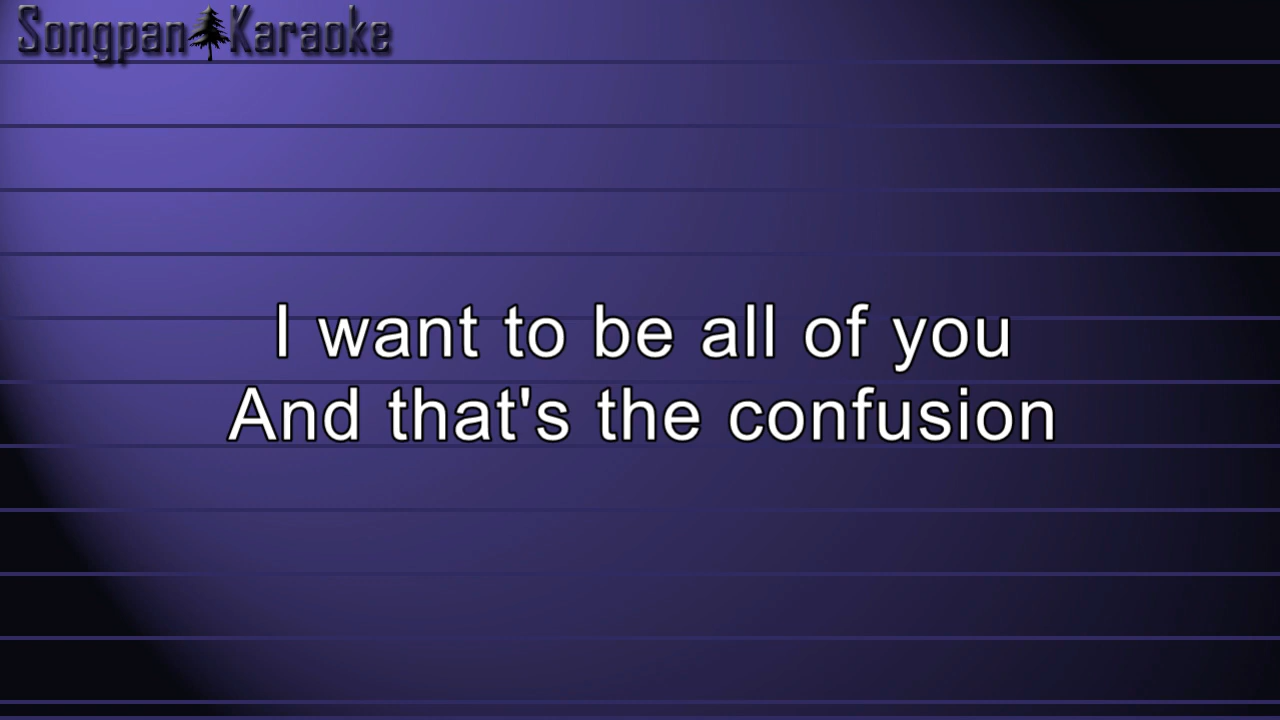 Songpan Karaoke
I want to be all of you
And that's the confusion